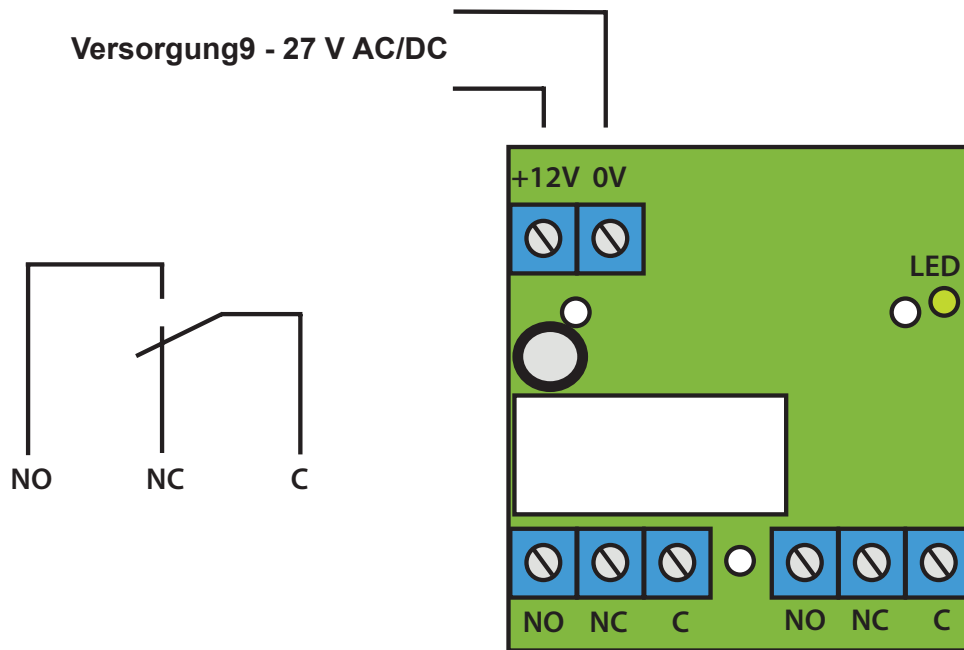 Versorgung9 - 27 V AC/DC
+12V 0V
LED
NO NC C
NO NC C NO NC C